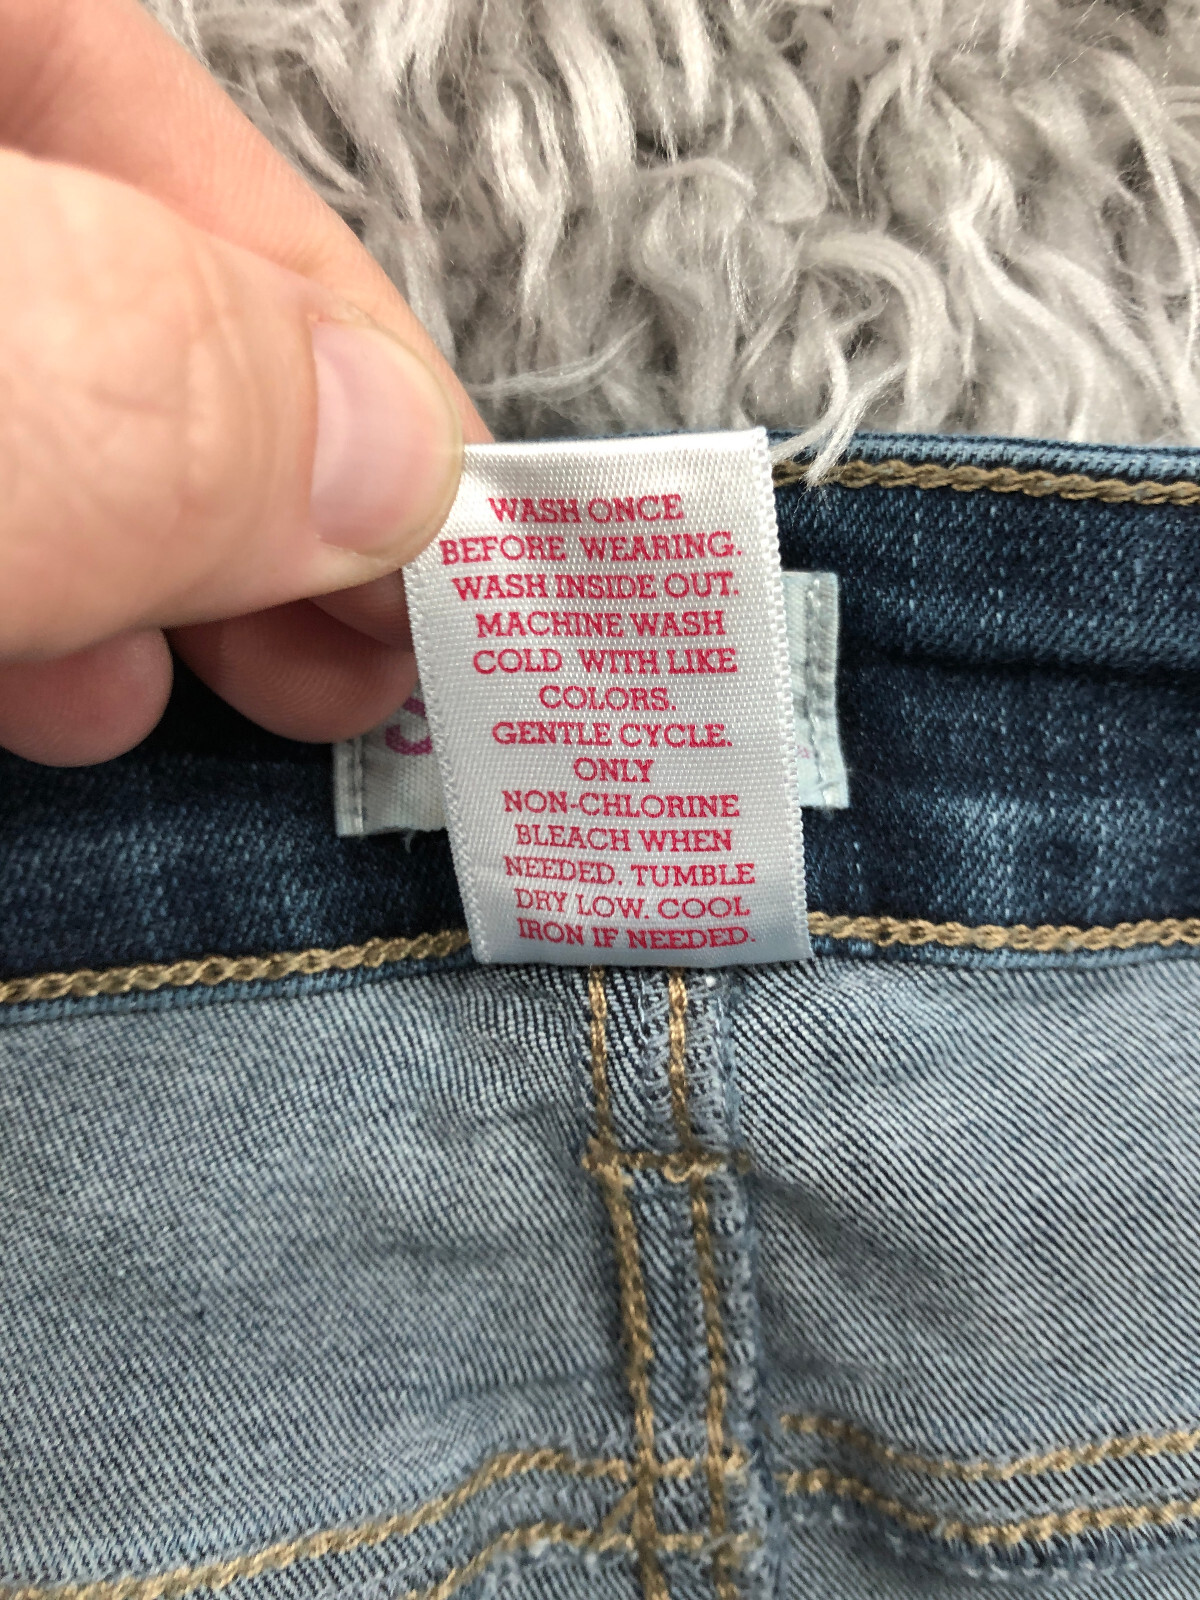 WASH ONCE
BEFORE WEARING.
WASH INSIDE OUT.
MACHINE WASH
COLD WITH LIKE
COLORS.
GENTLE CYCLE.
ONLY
NON-CHLORINE
BLEACH WHEN
NEEDED. TUMBLE
DRY LOW. COOL
IRON IF NEEDED.